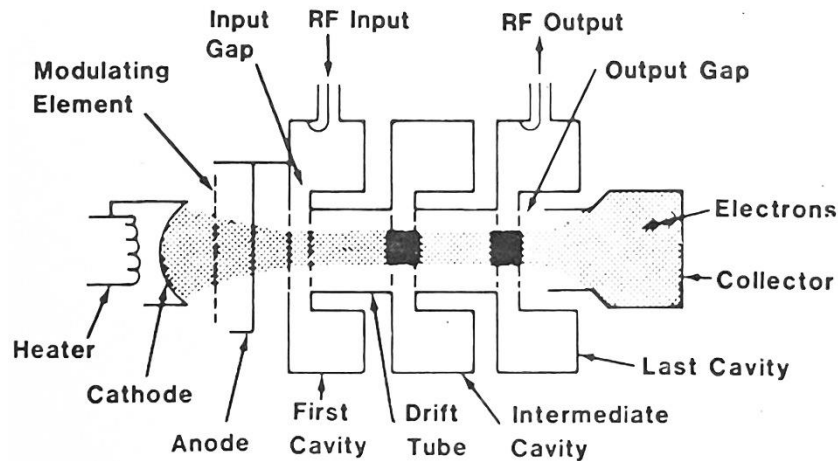 Input
Gap
RF Input
RF Output
Modulating
Element
Output Gap
Electrons
Collector
Heater
Cathode
Anode
First
Cavity
Drift
Tube
Intermediate
Cavity
Last Cavity